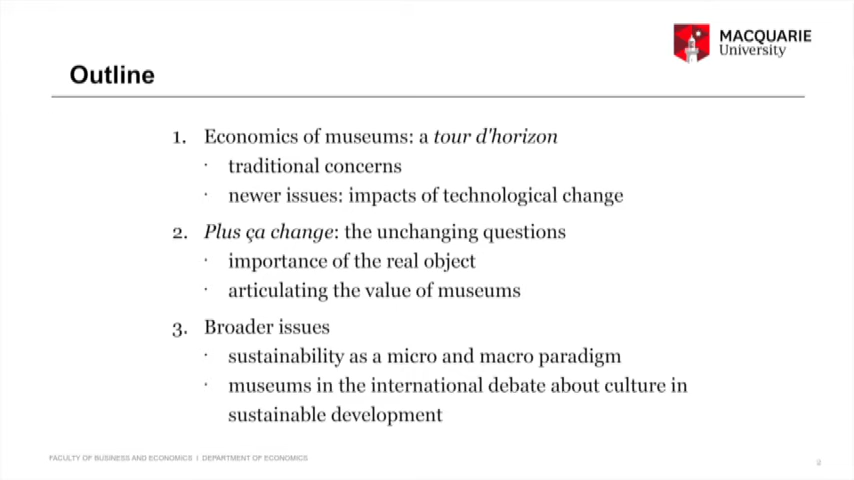 MACQUARIE
University
Outline
1. Economics of museums: a tour d'horizon
· traditional concerns
· newer issues: impacts of technological change
2. Plus ça change: the unchanging questions
· importance of the real object
· articulating the value of museums
3. Broader issues
· sustainability as a micro and macro paradigm
· museums in the international debate about culture in
sustainable development
FACULTY OF BUSINESS AND ECONOMICS | DEPARTMENT OF ECONOMICS